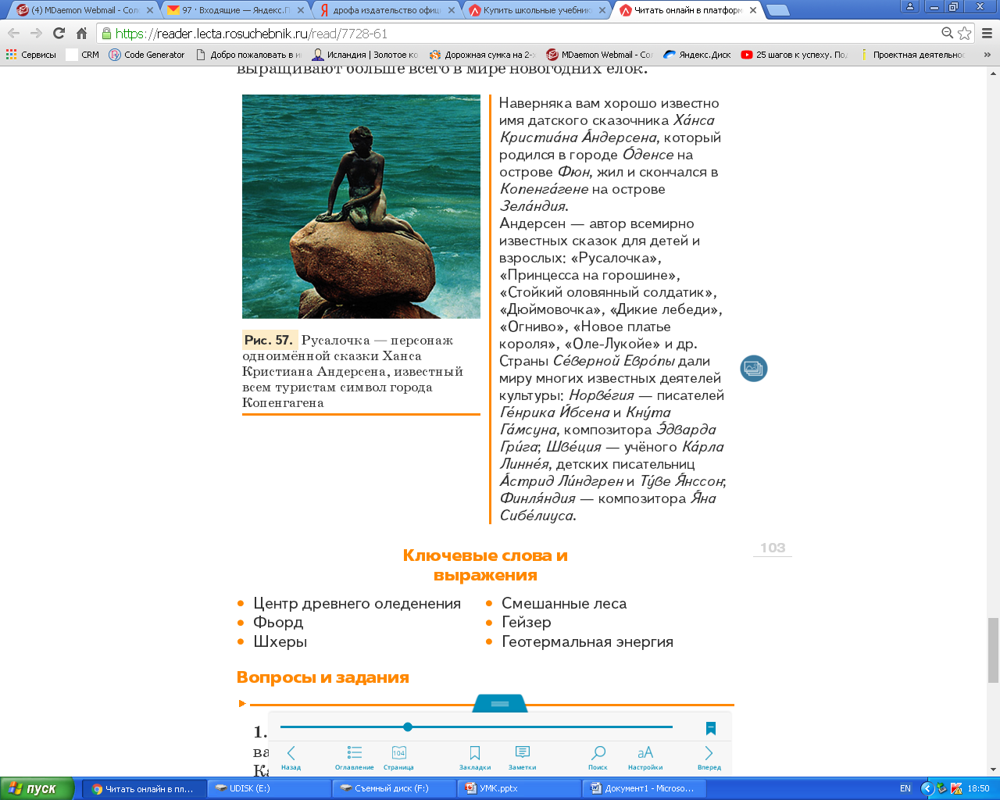 (4) MDaemon Webmail - Сол
97 · Входящие — Яндекс.П
дрофа издательство офиц
Купить школьные учебник
Читать онлайн в платформ
https://reader.lecta.rosuchebnik.ru/read/7728-61
Сервисы
CRM
Code Generator
Добро пожаловать в и
Исландия | Золотое ко
Дорожная сумка на 2-х
MDaemon Webmail - Сол
Яндекс.Диск
25 шагов к успеху. По
Проектная деятельнос
»
выращивают больше всего в мире новогодних ёлок.
Рис. 57. Русалочка — персонаж
одноимённой сказки Ханса
Кристиана Андерсена, известный
всем туристам символ города
Копенгагена
Наверняка вам хорошо известно
имя датского сказочника Ха́нса
Кристиа́на А́ндерсена, который
родился в городе О́денсе на
острове Фюн, жил и скончался в
Копенга́гене на острове
Зела́ндия.
Андерсен — автор всемирно
известных сказок для детей и
взрослых: «Русалочка»,
«Принцесса на горошине»,
«Стойкий оловянный солдатик»,
«Дюймовочка», «Дикие лебеди»,
«Огниво», «Новое платье
короля», «Оле-Лукойе» и др.
Страны Се́верной Евро́пы дали
миру многих известных деятелей
культуры: Норве́гия — писателей
Ге́нрика И́бсена и Кну́та
Га́мсуна, композитора Э́дварда
Гри́га; Шве́ция — учёного Ка́рла
Линне́я, детских писательниц
А́стрид Ли́ндгрен и Ту́ве Я́нссон;
Финля́ндия — композитора Я́на
Сибе́лиуса.
103
Ключевые слова и
выражения
• Центр древнего оледенения
• Фьорд
• Шхеры
• Смешанные леса
• Гейзер
• Геотермальная энергия
Вопросы и задания
1.
ва
Ка
104
aA
Назад
Оглавление
Страница
Закладки
Заметки
Поиск
Настройки
Вперед
пуск
Читать онлайн в пл...
UDISK (E:)
Съемный диск (F:)
УМК.pptx
Документ1 - Microso...
EN
18:50